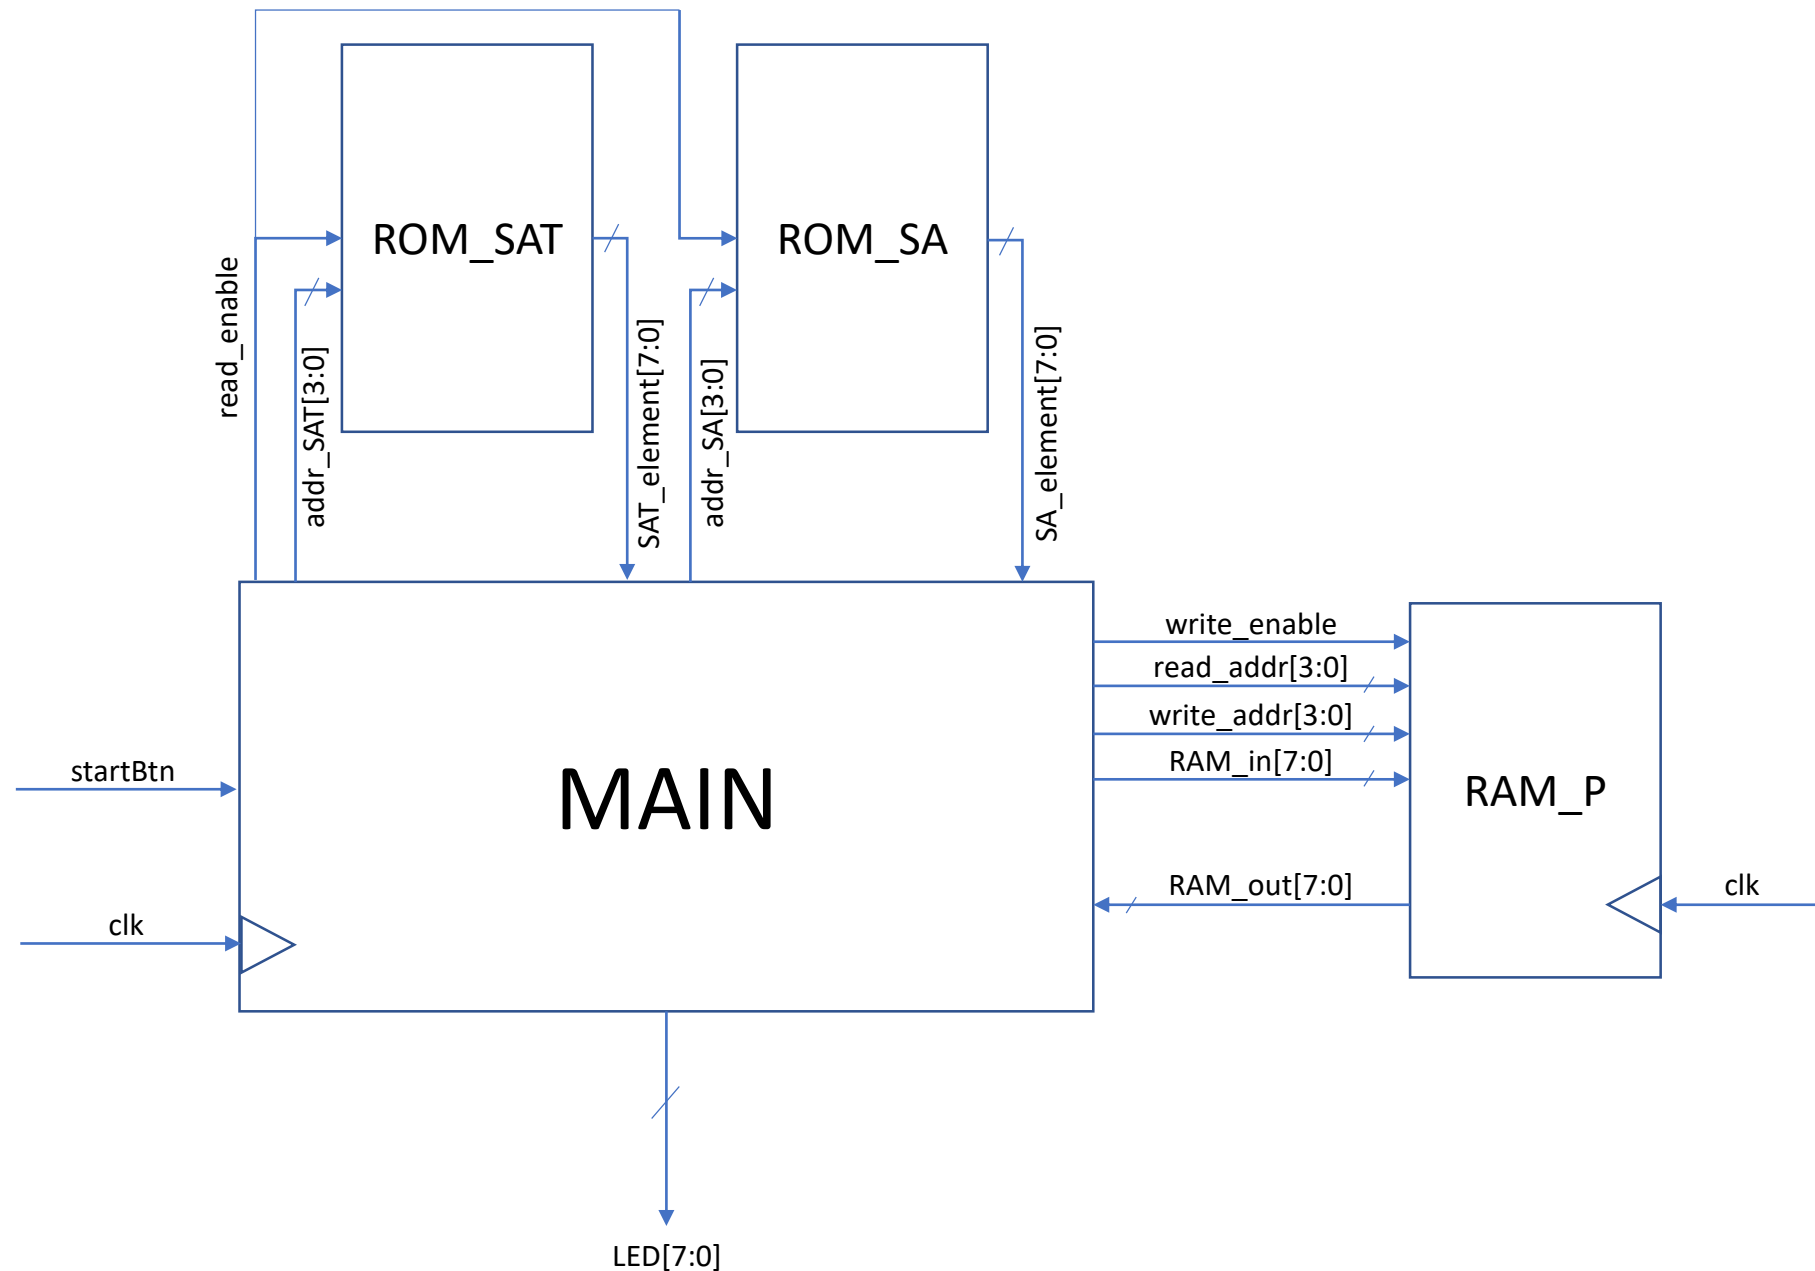 ROM_SAT
ROM_SA
read_enable
addr_SAT[3:0]
SAT_element[7:0]
addr_SA[3:0]
SA_element[7:0]
write_enable
read_addr[3:0]
write_addr[3:0]
RAM_in[7:0]
startBtn
MAIN
RAM_P
RAM_out[7:0]
clk
clk
LED[7:0]